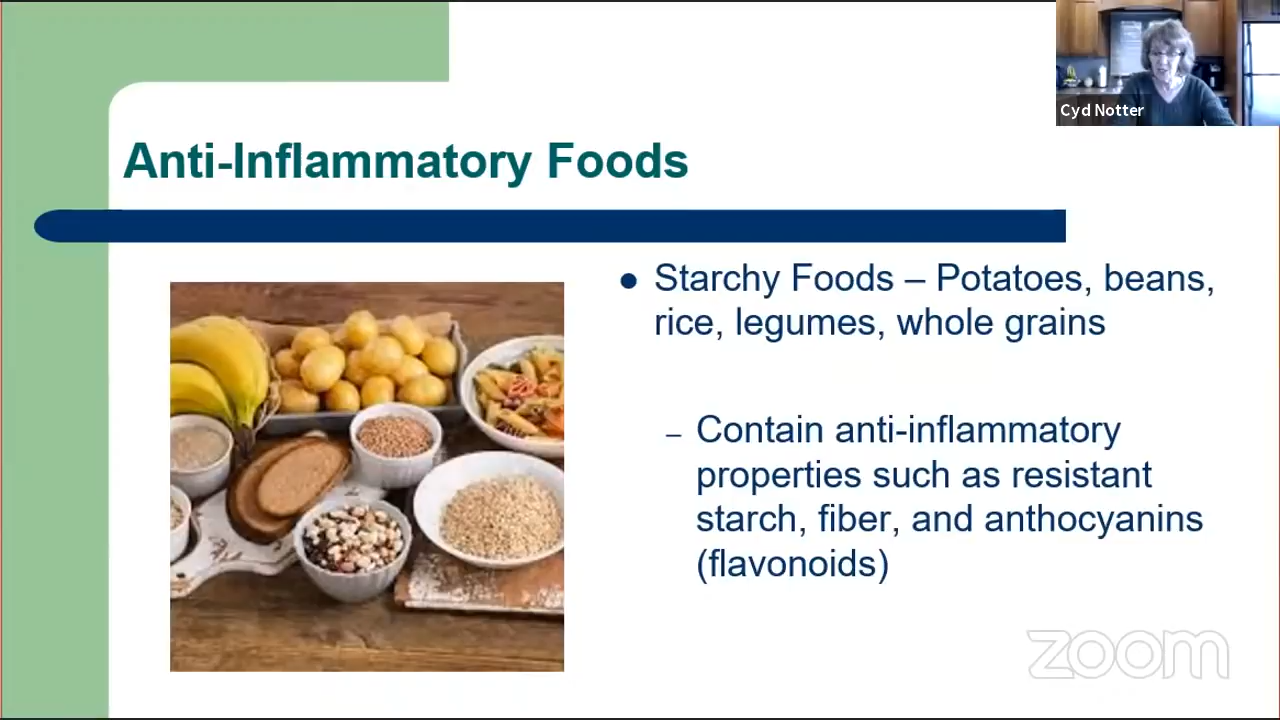 Cyd Notter
Anti-Inflammatory Foods
● Starchy Foods – Potatoes, beans,
rice, legumes, whole grains
– Contain anti-inflammatory
properties such as resistant
starch, fiber, and anthocyanins
(flavonoids)
zoom